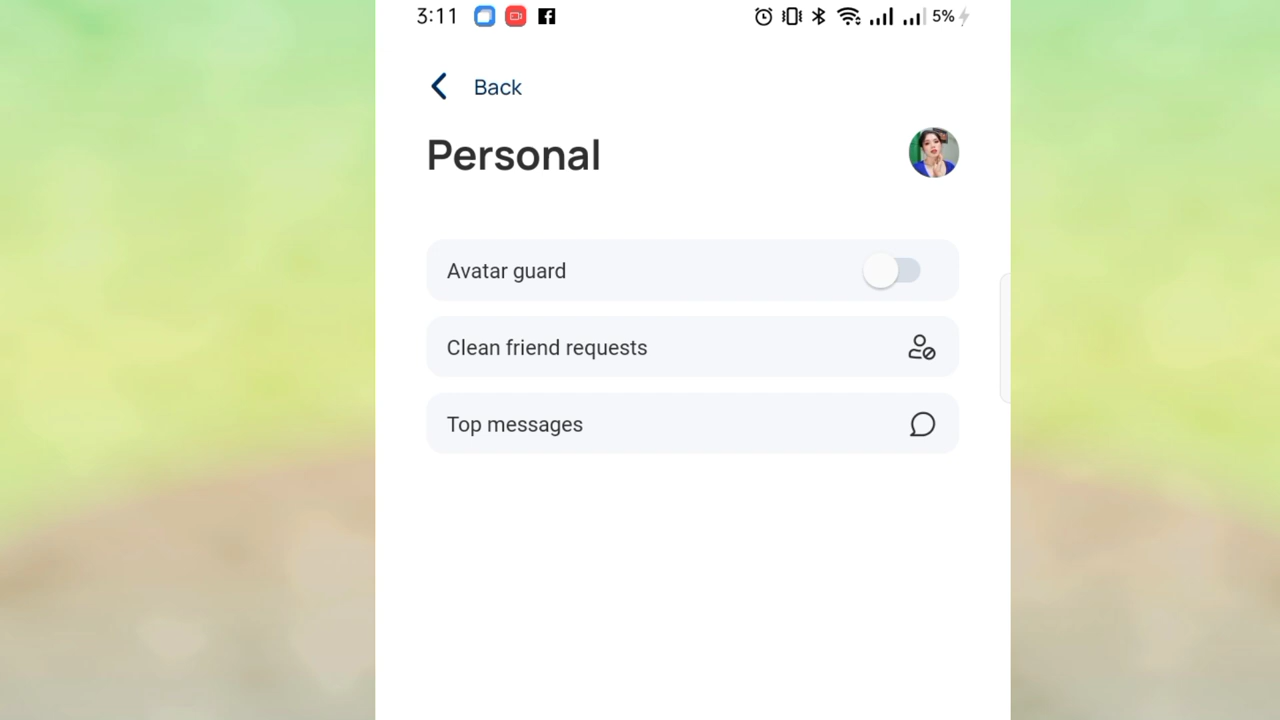 3:11 5%
Back
Personal
Avatar guard
Clean friend requests
Top messages